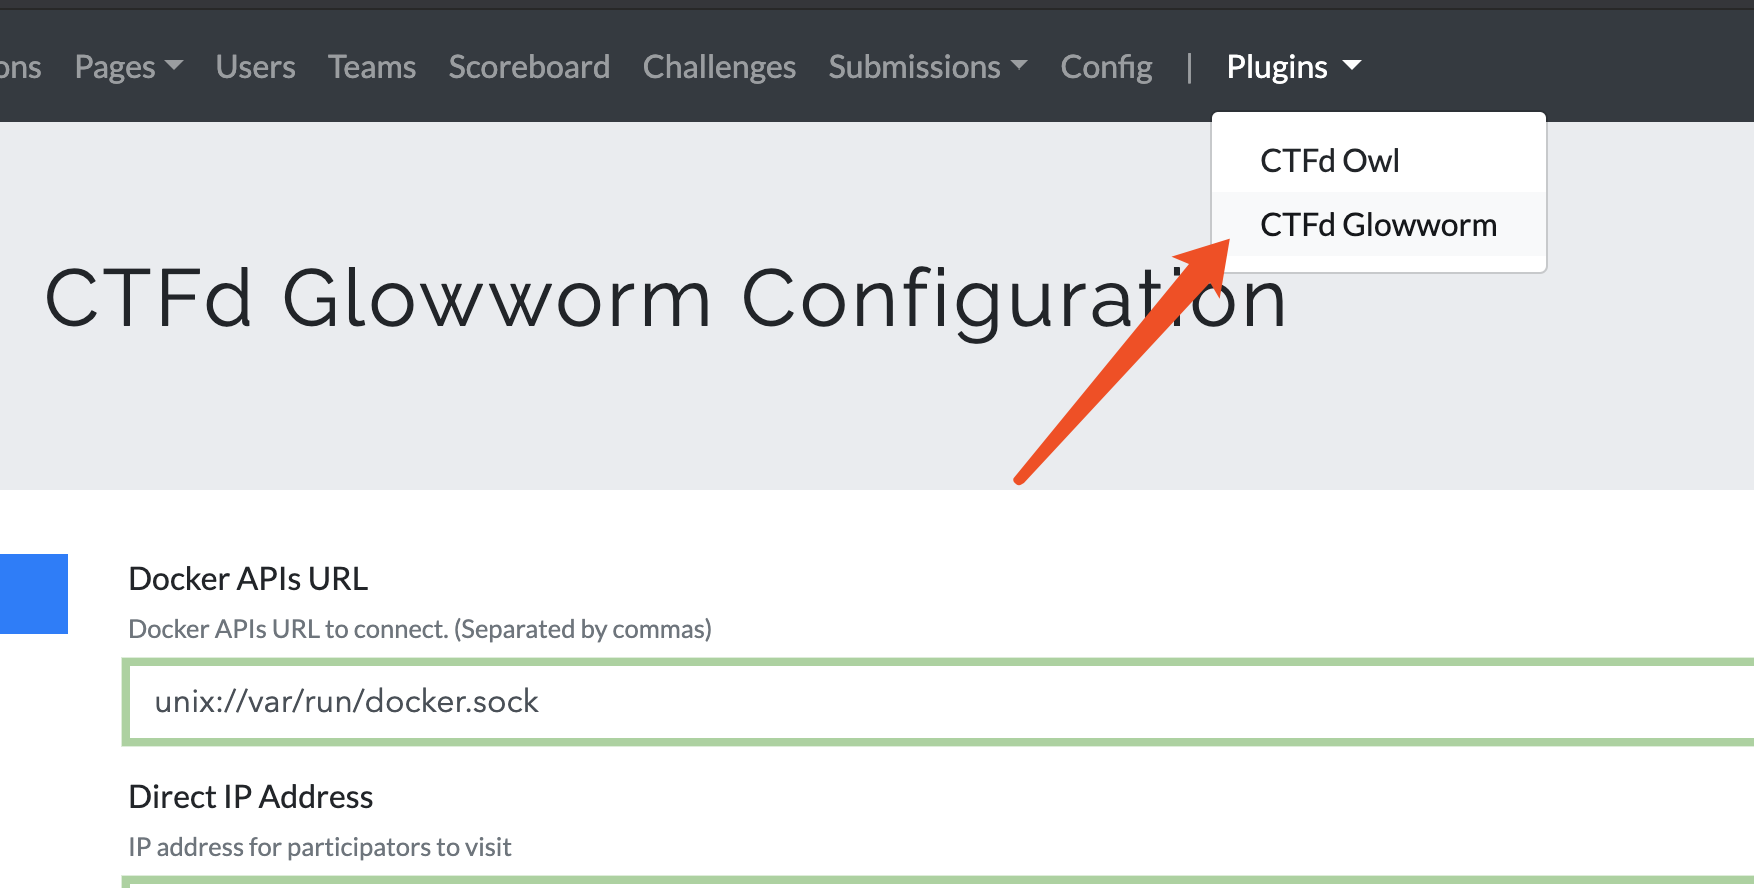 ons Pages Users Teams Scoreboard Challenges Submissions Config | Plugins
CTFd Owl
CTFd Glowworm
CTFd Glowworm Configuration
Docker APIs URL
Docker APIs URL to connect. (Separated by commas)
unix://var/run/docker.sock
Direct IP Address
IP address for participators to visit